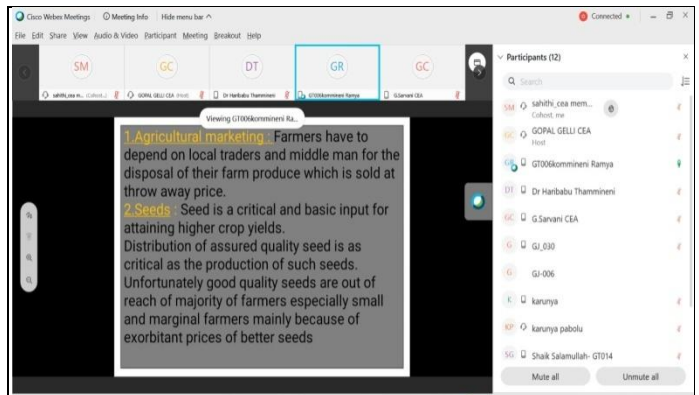 Cisco Webex Meetings
Meeting Info
Hide menu bar ^
Connected
File Edit Share View Audio & Video Participant Meeting Breakout Help
SM
GC
DT
GR
GC
GOPAL GELLI CEA (Host)
Dr Haribabu Thammineni
GT006kommineni Ramya
G.Sarvani CEA
Viewing GT006kommineni Ra...
1.Agricultural marketing : Farmers have to
depend on local traders and middle man for the
disposal of their farm produce which is sold at
throw away price.
2.Seeds : Seed is a critical and basic input for
attaining higher crop yields.
Distribution of assured quality seed is as
critical as the production of such seeds.
Unfortunately good quality seeds are out of
reach of majority of farmers especially small
and marginal farmers mainly because of
exorbitant prices of better seeds
Participants (12)
Search
SM sahithi_cea mem...
Cohost, me
GC GOPAL GELLI CEA
Host
GT006kommineni Ramya
DT Dr Haribabu Thammineni
GC G.Sarvani CEA
G GJ_030
G GJ-006
K karunya
KP karunya pabolu
SG Shaik Salamullah- GT014
Mute all
Unmute all